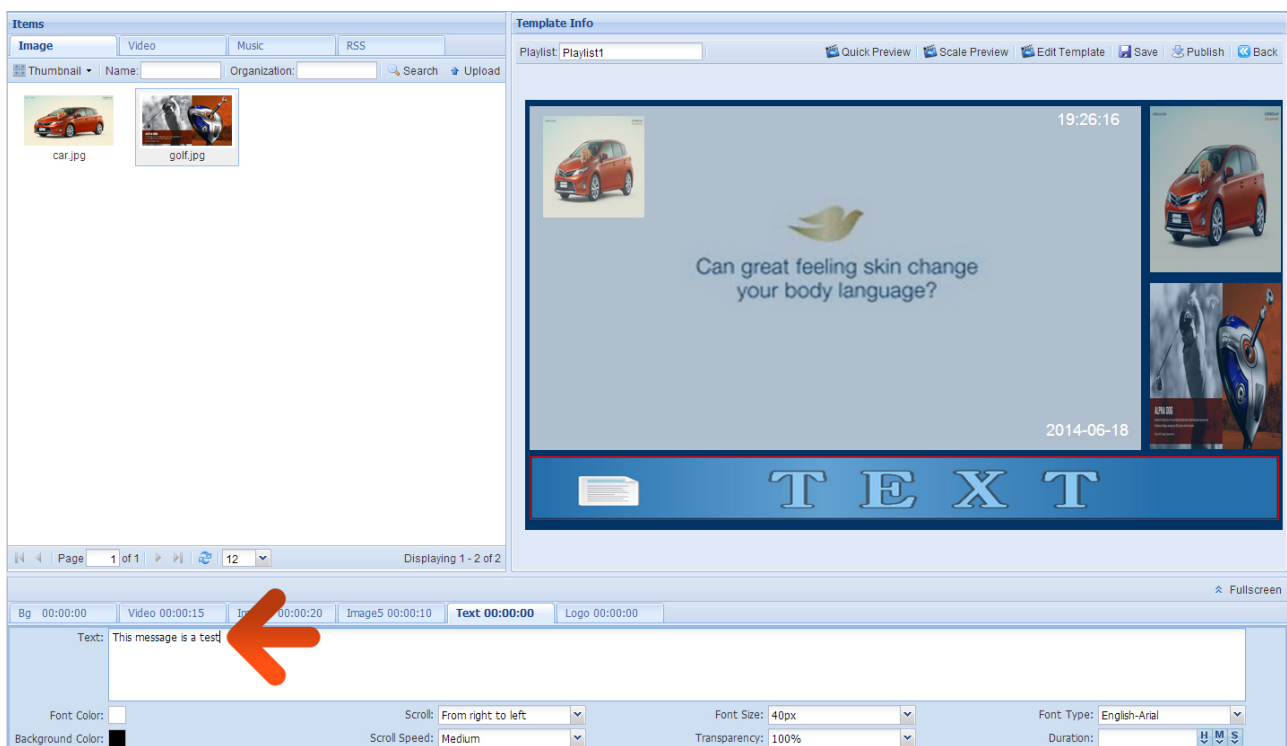 Items
Image Video Music RSS
Thumbnail Name: Organization: Search Upload
car.jpg golf.jpg
Page 1 of 1 12 Displaying 1 - 2 of 2
Template Info
Playlist: Playlist1 Quick Preview Scale Preview Edit Template Save Publish Back
19:26:16
Can great feeling skin change
your body language?
ALPHA DOG
2014-06-18
TEXT
Fullscreen
Bg 00:00:00 Video 00:00:15 00:00:20 Image5 00:00:10 Text 00:00:00 Logo 00:00:00
Text: This message is a test
Font Color: Scroll: From right to left Font Size: 40px Font Type: English-Arial
Background Color: Scroll Speed: Medium Transparency: 100% Duration: H M S